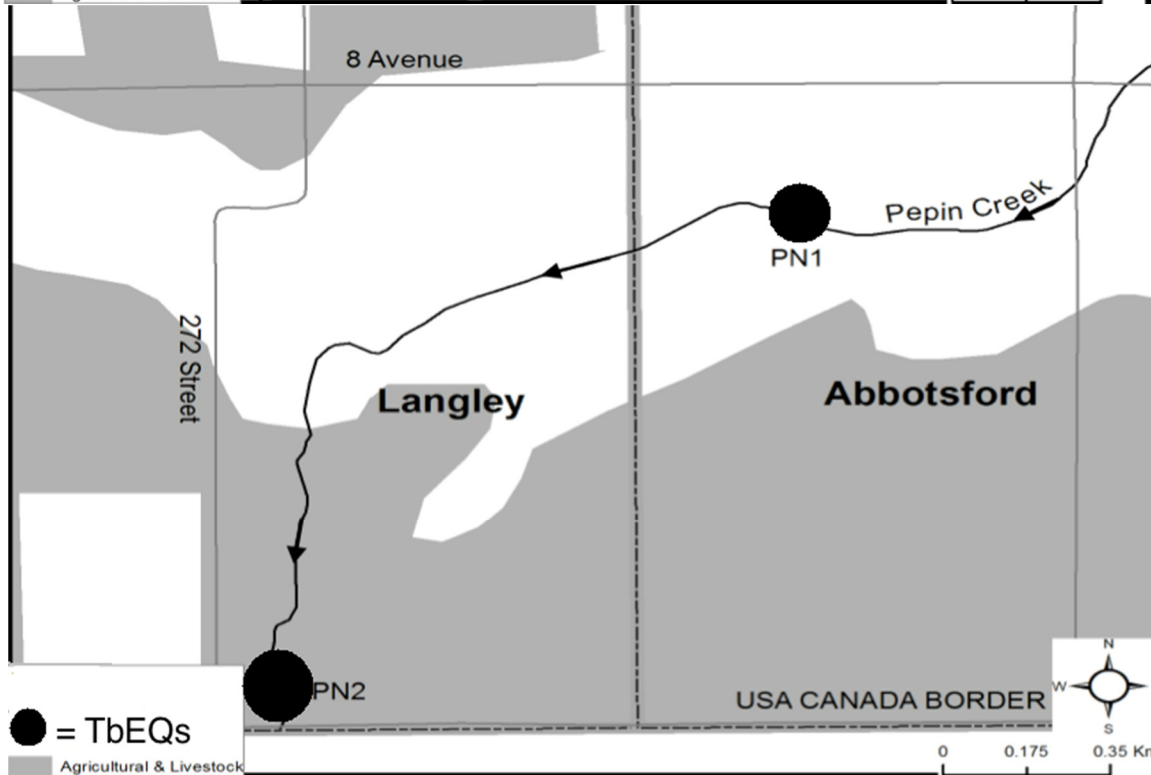 8 Avenue
Pepin Creek
PN1
272 Street
Langley
Abbotsford
PN2
USA CANADA BORDER
N
W
S
= TbEQs
Agricultural & Livestock
0 0.175 0.35 Km